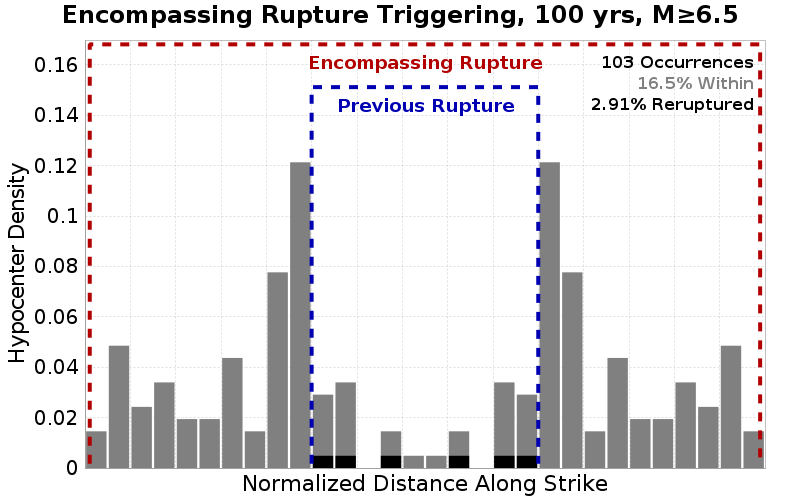 Encompassing Rupture Triggering, 100 yrs, M≥6.5
Encompassing Rupture
Previous Rupture
103 Occurrences
16.5% Within
2.91% Reruptured
Hypocenter Density
0.16
0.14
0.12
0.1
0.08
0.06
0.04
0.02
0
Normalized Distance Along Strike